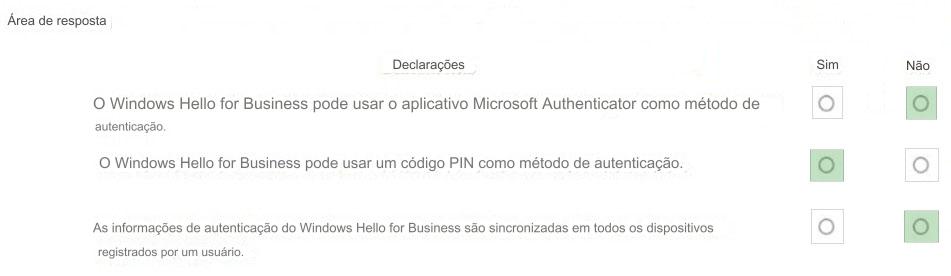 Área de resposta
Declarações Sim Não
O Windows Hello for Business pode usar o aplicativo Microsoft Authenticator como método de
autenticação.
O Windows Hello for Business pode usar um código PIN como método de autenticação.
As informações de autenticação do Windows Hello for Business são sincronizadas em todos os dispositivos
registrados por um usuário.